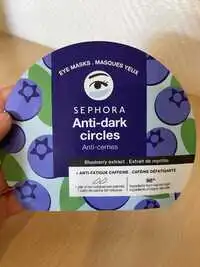 EYE MASKS . MASQUES YEUX
SEPHORA
Anti-dark
circles
Anti-cernes
Blueberry extract . Extrait de myrtille
+ ANTI-FATIGUE CAFFEINE . CAFÉINE DÉFATIGANTE